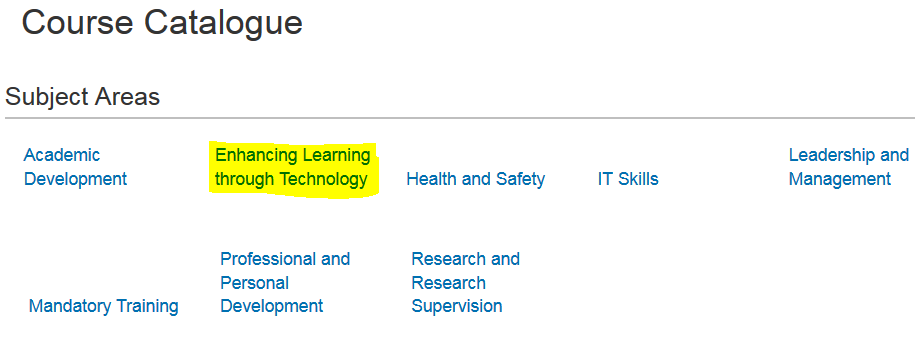 Course Catalogue
Subject Areas
Academic
Development
Enhancing Learning
through Technology
Health and Safety
IT Skills
Leadership and
Management
Mandatory Training
Professional and
Personal
Development
Research and
Research
Supervision